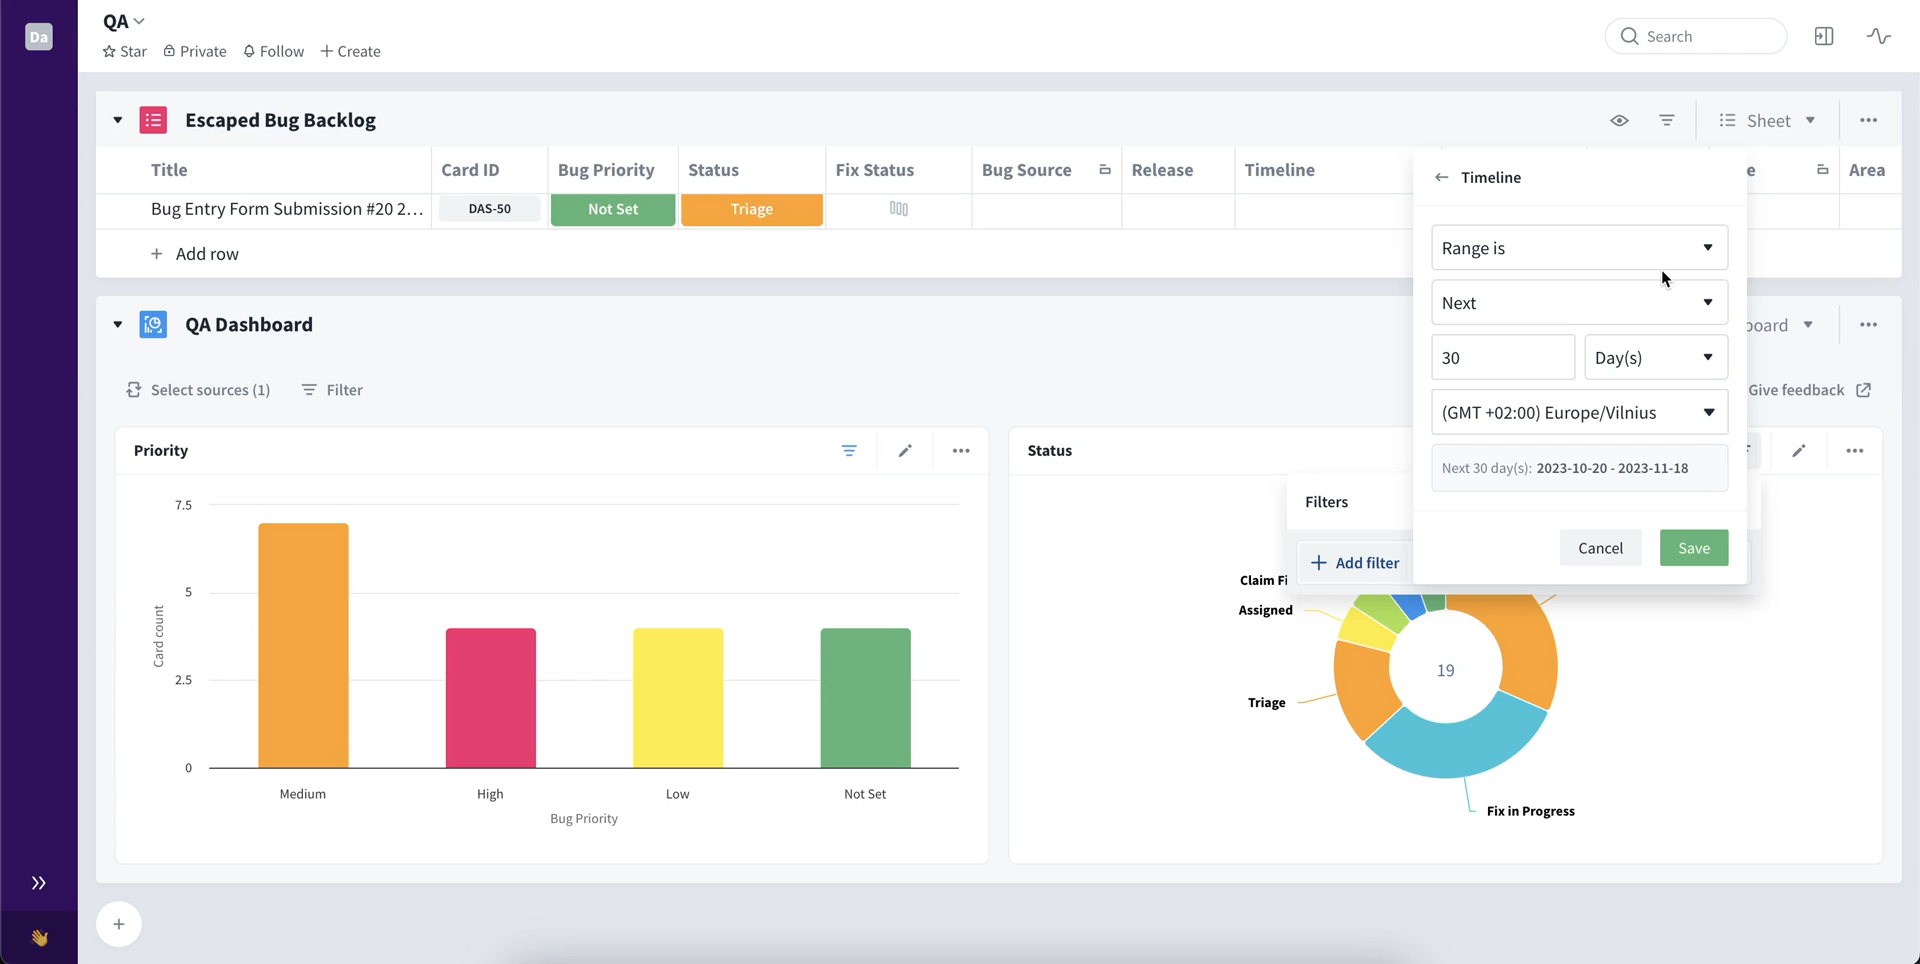 Da
QA
Star Private Follow Create
Search
Escaped Bug Backlog
Sheet
Title Card ID Bug Priority Status Fix Status Bug Source Release Timeline e Area
Bug Entry Form Submission #20 2... DAS-50 Not Set Triage
+ Add row
Timeline
Range is
Next
30 Day(s)
(GMT +02:00) Europe/Vilnius
Next 30 day(s): 2023-10-20 - 2023-11-18
Cancel Save
QA Dashboard
board
Select sources (1) Filter
Give feedback
Priority
7.5
5
2.5
0
Card count
Medium High Low Not Set
Bug Priority
Status
Filters
+ Add filter
Claim Fi
Assigned
Triage
19
Fix in Progress